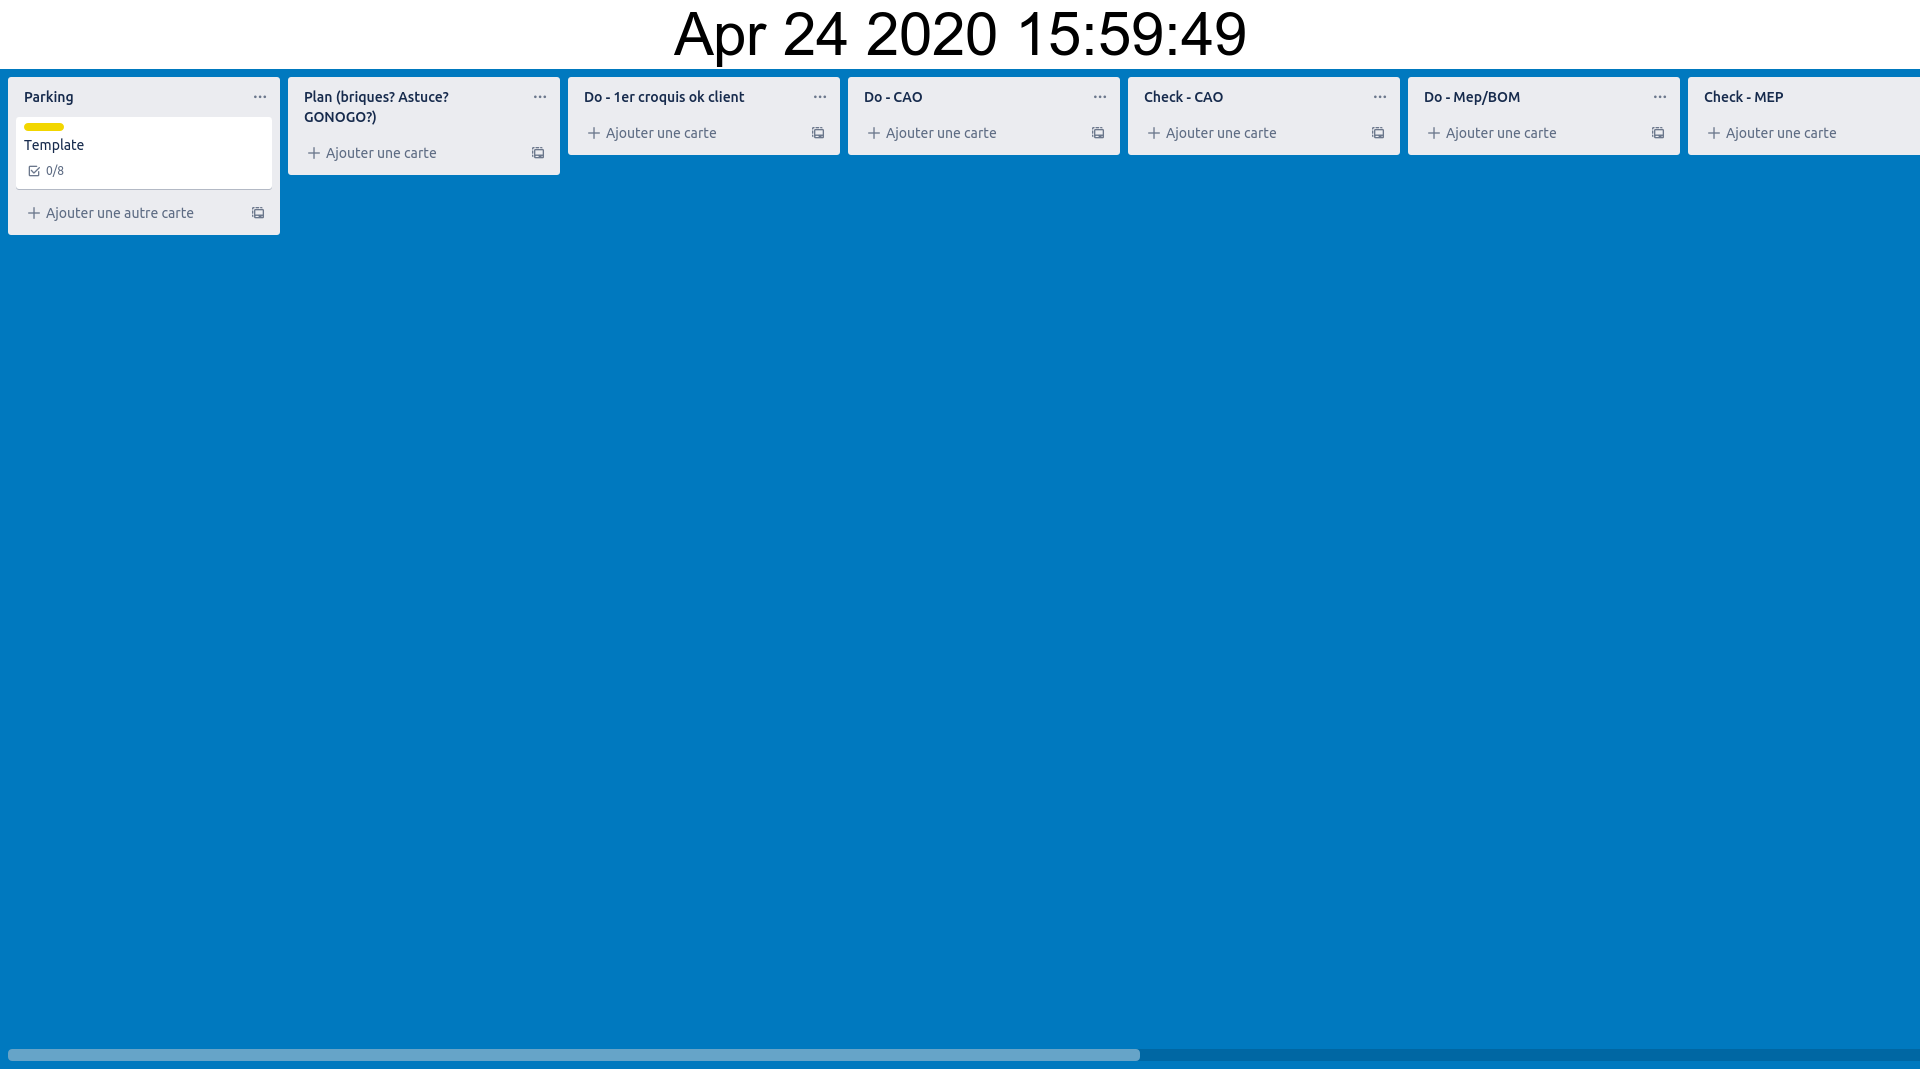 Apr 24 2020 15:59:49
Parking
Template
0/8
Ajouter une autre carte
Plan (briques? Astuce?
GONOGO?)
Ajouter une carte
Do - 1er croquis ok client
Ajouter une carte
Do - CAO
Ajouter une carte
Check - CAO
Ajouter une carte
Do - Mep/BOM
Ajouter une carte
Check - MEP
Ajouter une carte